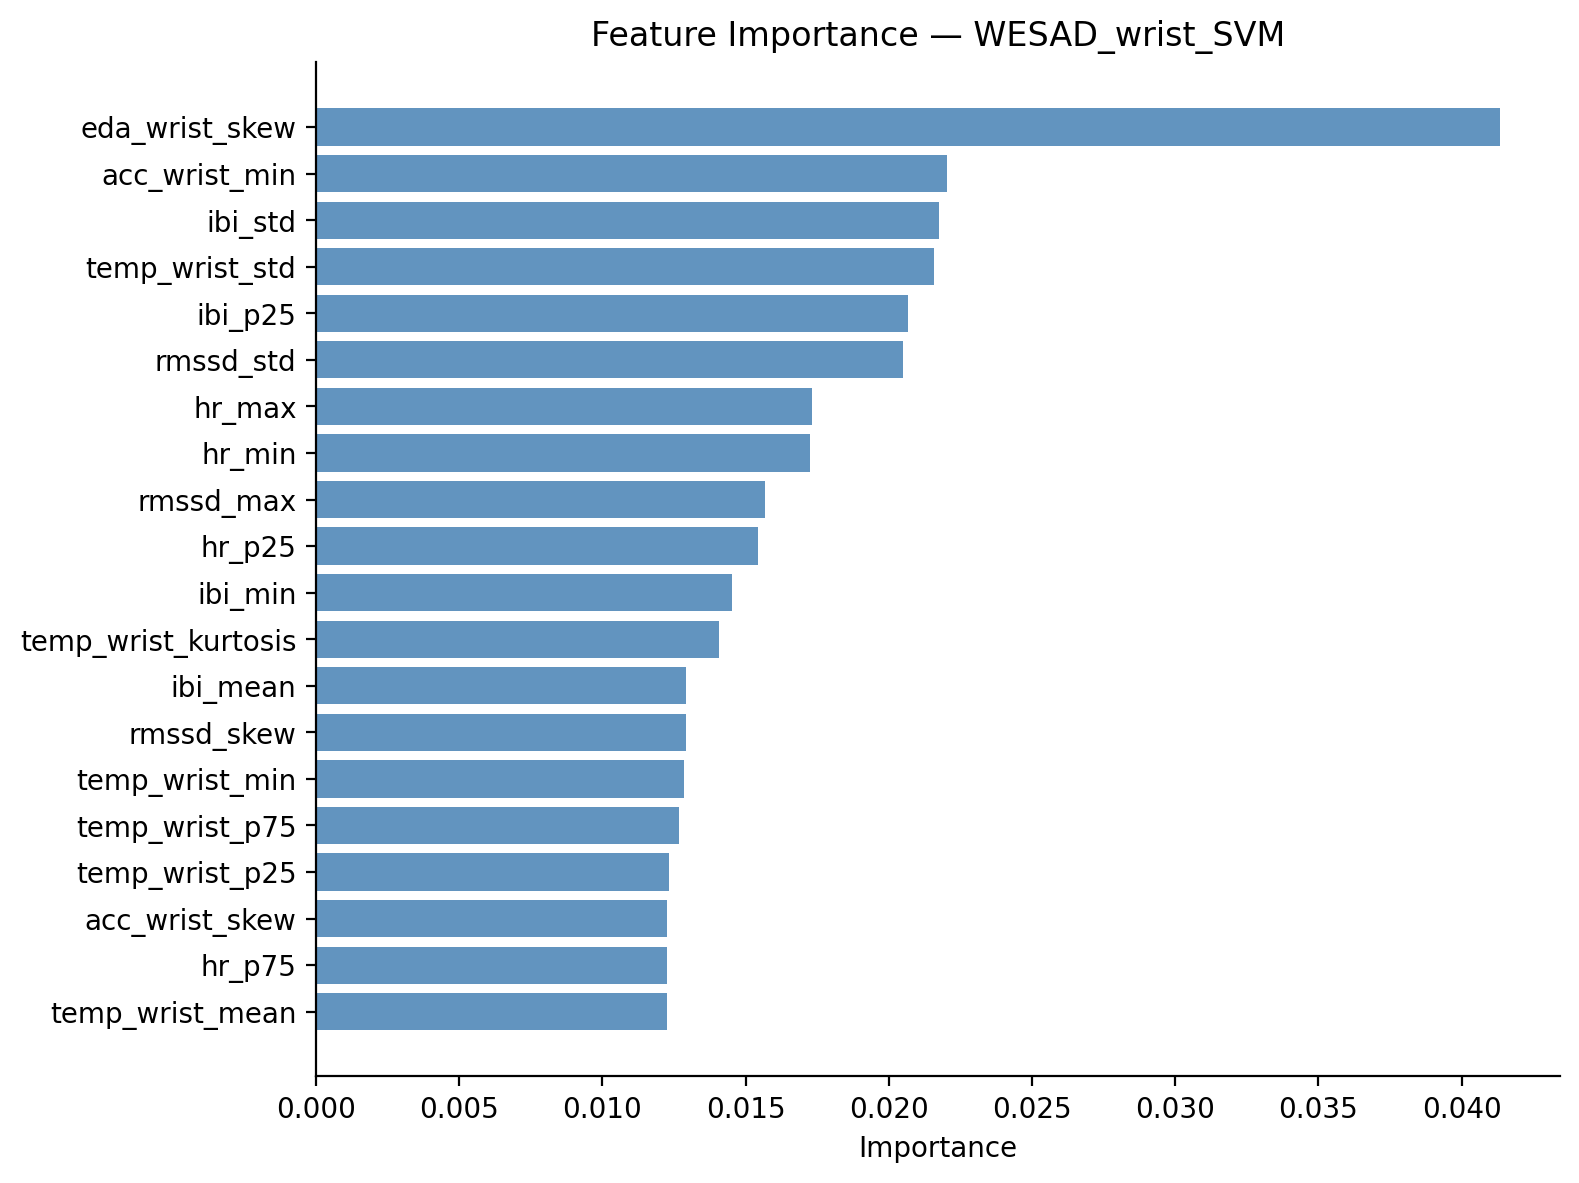 Feature Importance — WESAD_wrist_SVM
eda_wrist_skew
acc_wrist_min
ibi_std
temp_wrist_std
ibi_p25
rmssd_std
hr_max
hr_min
rmssd_max
hr_p25
ibi_min
temp_wrist_kurtosis
ibi_mean
rmssd_skew
temp_wrist_min
temp_wrist_p75
temp_wrist_p25
acc_wrist_skew
hr_p75
temp_wrist_mean
0.000 0.005 0.010 0.015 0.020 0.025 0.030 0.035 0.040
Importance